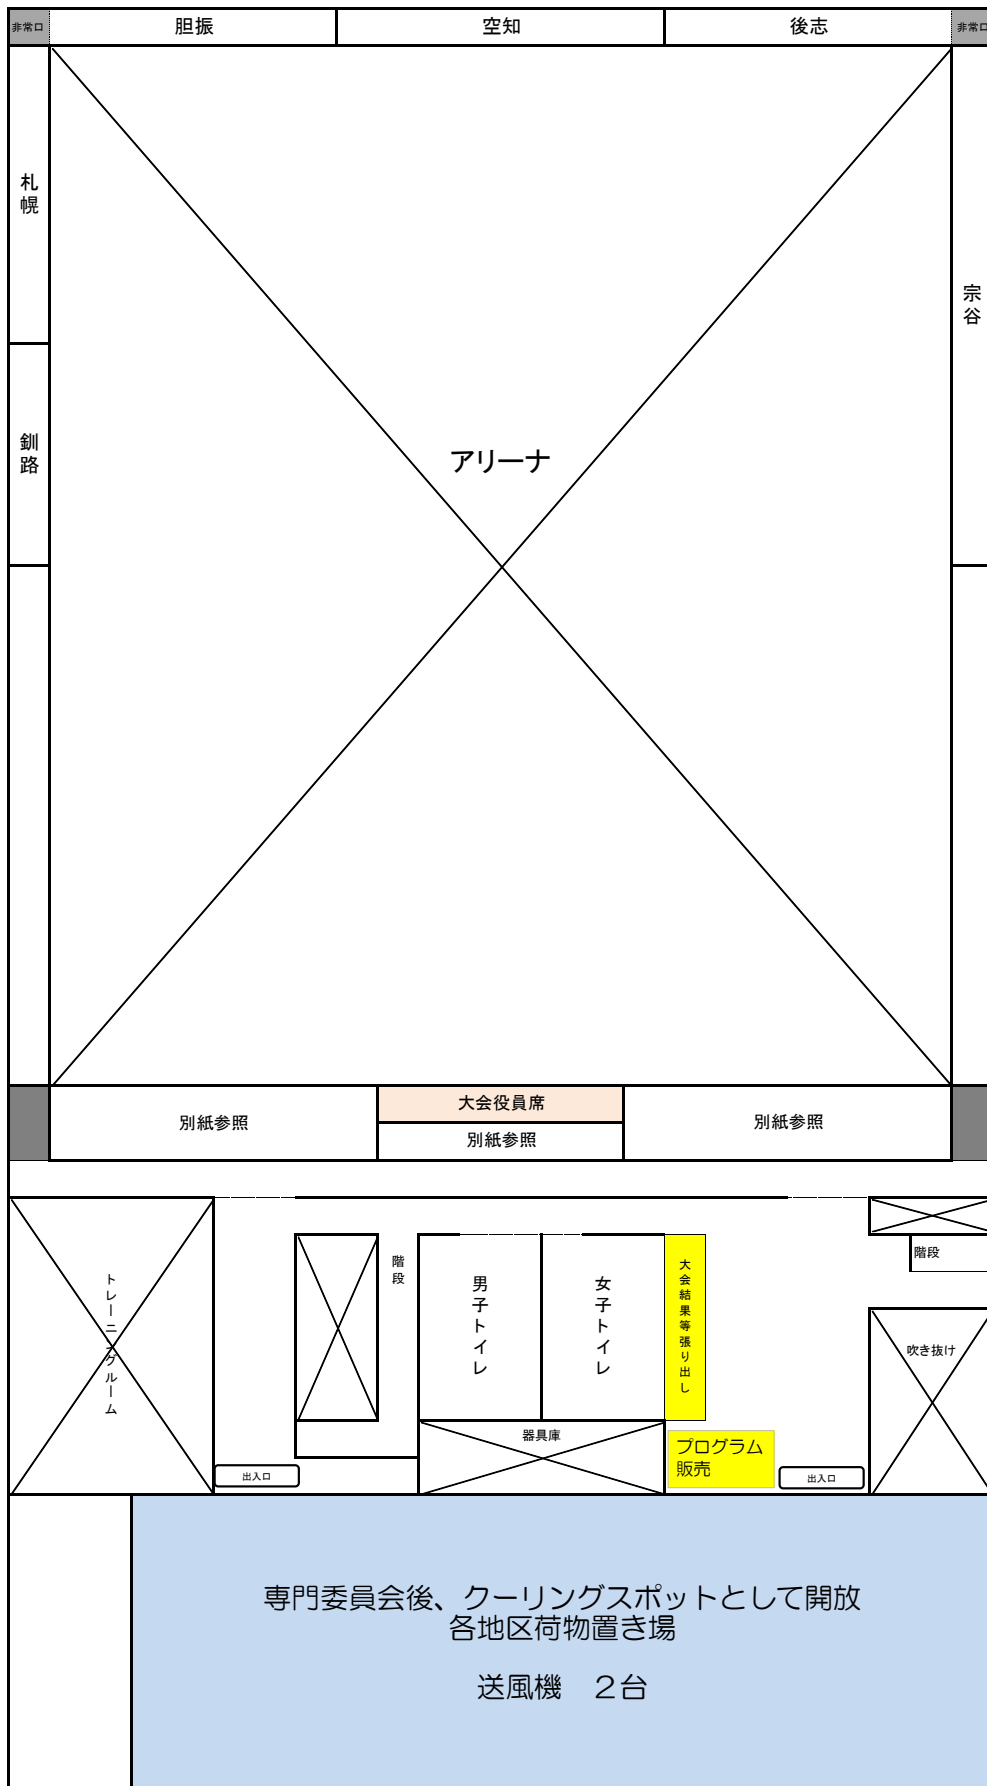 非常口
胆振
空知
後志
非常口
札幌
宗谷
釧路
アリーナ
別紙参照
大会役員席
別紙参照
別紙参照
トレーニングルーム
階段
男子トイレ
女子トイレ
大会結果等張り出し
階段
吹き抜け
器具庫
プログラム
販売
出入口
出入口
専門委員会後、クーリングスポットとして開放
各地区荷物置き場
送風機　２台